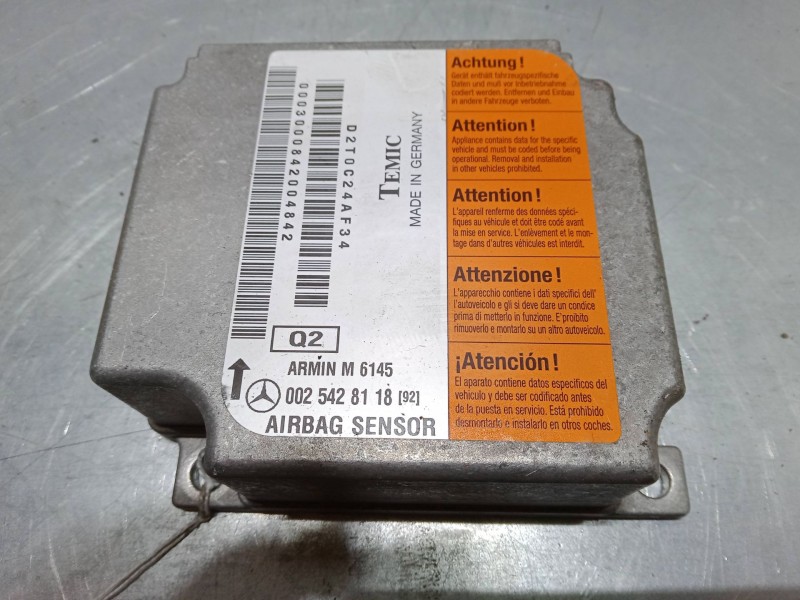 000300008420048​42
D2T0C24AF34
TEMIC
MADE IN GERMANY
Q2
ARMIN M 6145
002 542 81 18 [92]
AIRBAG SENSOR
Achtung!
Gerät enthält fahrzeugspezifische
Daten und muß vor Inbetriebnahme
codiert werden. Entfernen und Einbau
in andere Fahrzeuge verboten.
Attention!
Appliance contains data for the specific
vehicle and must be coded before being
operational. Removal and installation
in other vehicles prohibited.
Attention!
L'appareil renferme des données spéci-
fiques au véhicule et doit être codé avant
la mise en service. L'enlèvement et le mon-
tage dans d'autres véhicules est interdit.
Attenzione!
L'apparecchio contiene i dati specifici dell'
l'autoveicolo e gli si deve dare un condice
prima di metterlo in funzione. E'proibito
rimuoverlo e montarlo su un altro autoveicolo.
¡Atención!
El aparato contiene datos específicos del
vehículo y debe ser codificado antes
de la puesta en servicio. Está prohibido
desmontarlo e instalarlo en otros coches.